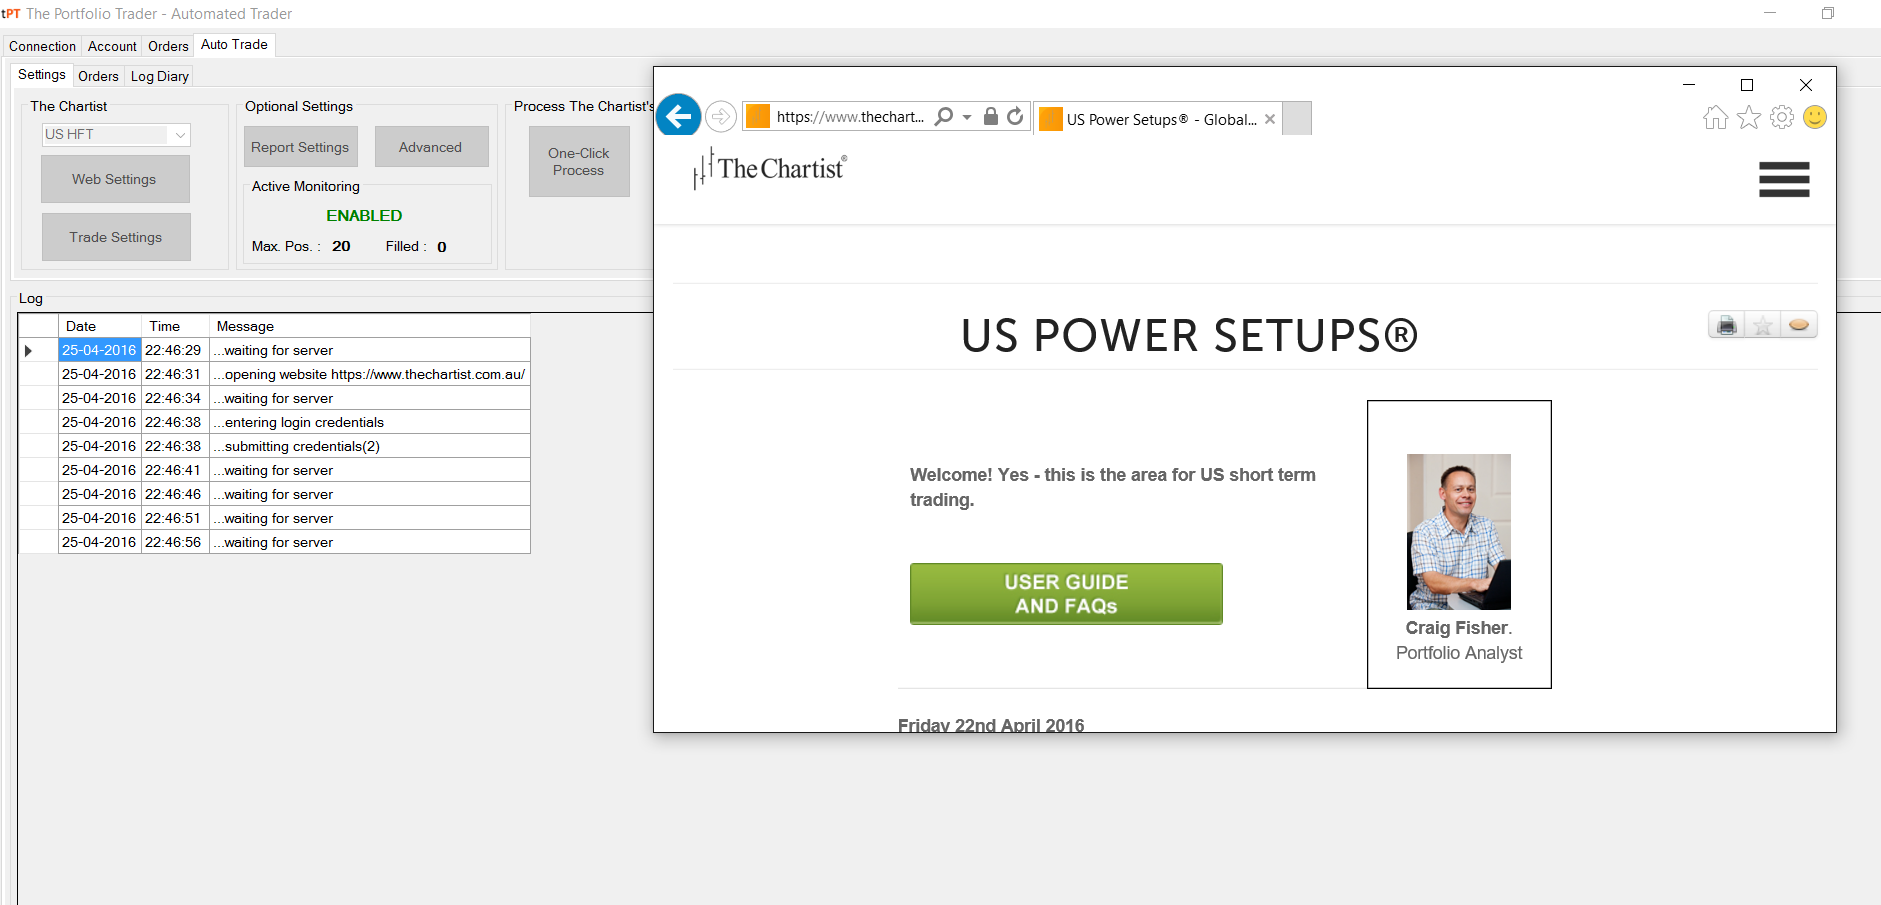 tPT The Portfolio Trader - Automated Trader
Connection Account Orders Auto Trade
Settings Orders Log Diary
The Chartist
US HFT
Web Settings
Trade Settings
Optional Settings
Report Settings Advanced
Active Monitoring
ENABLED
Max. Pos. : 20 Filled : 0
Process The Chartist's
One-Click
Process
Log
Date Time Message
25-04-2016 22:46:29 ...waiting for server
25-04-2016 22:46:31 ...opening website https://www.thechartist.com.au/
25-04-2016 22:46:34 ...waiting for server
25-04-2016 22:46:38 ...entering login credentials
25-04-2016 22:46:38 ...submitting credentials(2)
25-04-2016 22:46:41 ...waiting for server
25-04-2016 22:46:46 ...waiting for server
25-04-2016 22:46:51 ...waiting for server
25-04-2016 22:46:56 ...waiting for server
https://www.thechart... US Power Setups® - Global...
The Chartist®
US POWER SETUPS®
Welcome! Yes - this is the area for US short term
trading.
USER GUIDE
AND FAQs
Craig Fisher.
Portfolio Analyst
Friday 22nd April 2016